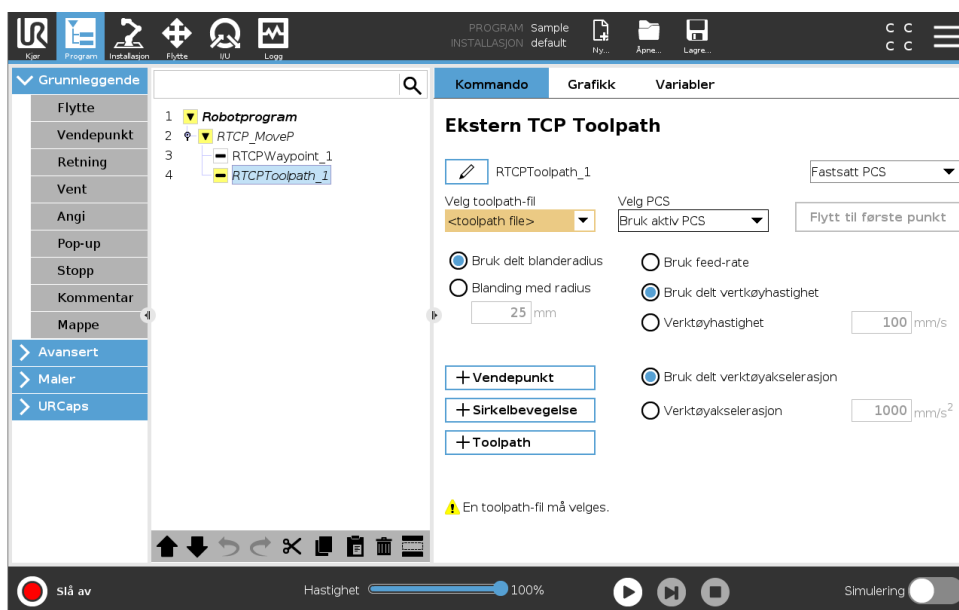 PROGRAM Sample
INSTALLASJON default
UR
Kjør
Program
Installasjon
Flytte
I/U
Logg
Ny...
Åpne...
Lagre...
C C
C C
Grunnleggende
Flytte
Vendepunkt
Retning
Vent
Angi
Pop-up
Stopp
Kommentar
Mappe
Avansert
Maler
URCaps
1 Robotprogram
2 RTCP_MoveP
3 RTCPWaypoint_1
4 RTCPToolpath_1
Kommando Grafikk Variabler
Ekstern TCP Toolpath
RTCPToolpath_1
Fastsatt PCS
Velg toolpath-fil
<toolpath file>
Velg PCS
Bruk aktiv PCS
Flytt til første punkt
Bruk delt blanderadius
Blanding med radius
25 mm
Bruk feed-rate
Bruk delt vertkøyhastighet
Verktøyhastighet 100 mm/s
+Vendepunkt
+Sirkelbevegelse
+Toolpath
Bruk delt verktøyakselerasjon
Verktøyakselerasjon 1000 mm/s²
En toolpath-fil må velges.
Slå av
Hastighet 100%
Simulering